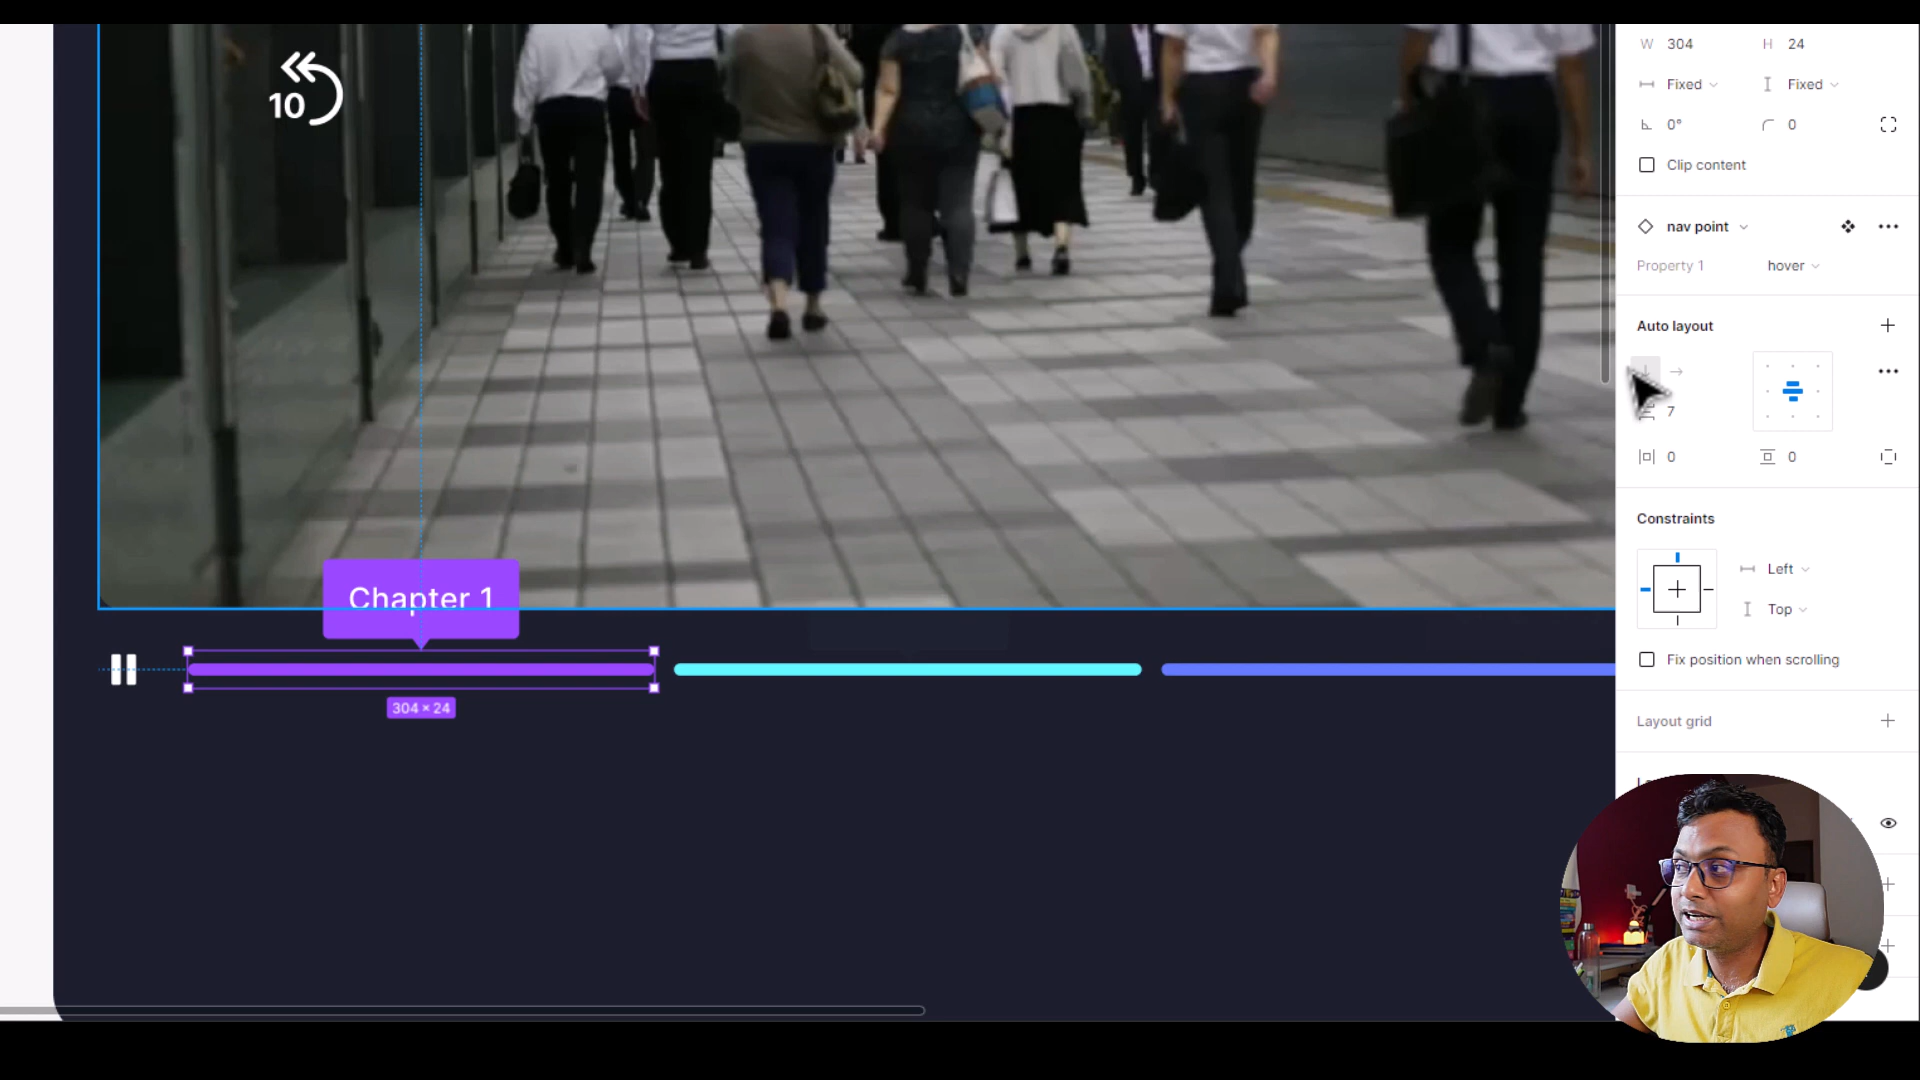 W 304 H 24
Fixed Fixed
0° 0
Clip content
nav point
Property 1 hover
Auto layout
7
0 0
Constraints
Left
Top
Fix position when scrolling
Layout grid
10
Chapter 1
304 × 24